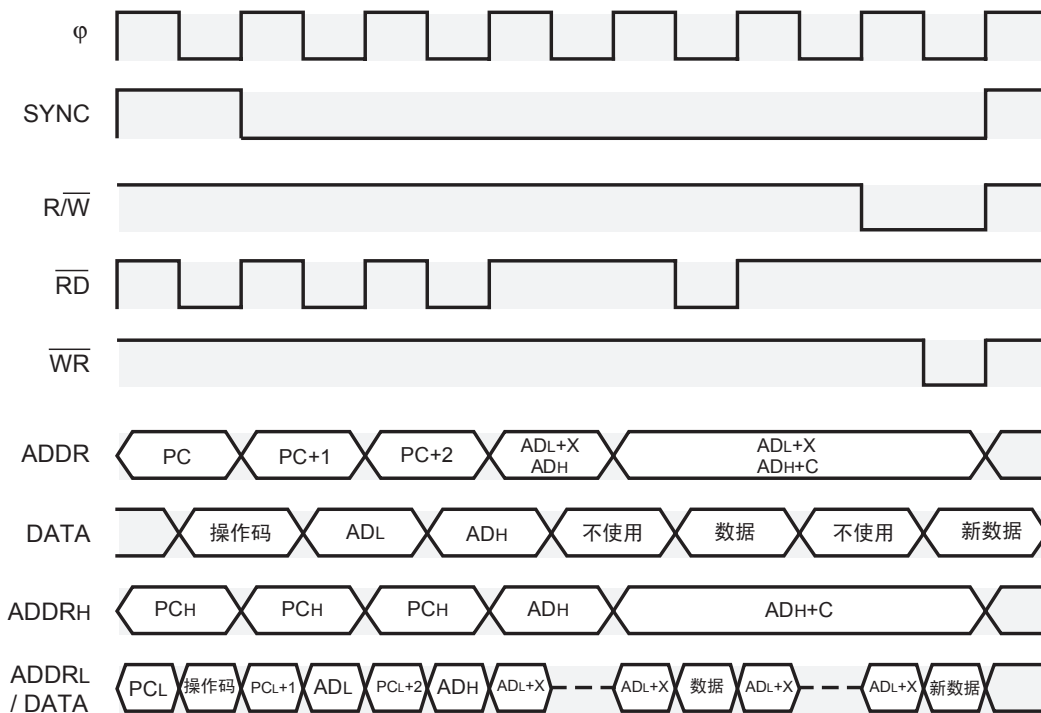 φ
SYNC
R/W̅
R̅D̅
W̅R̅
ADDR
PC
PC+1
PC+2
ADL+X
ADH
ADL+X
ADH+C
DATA
操作码
ADL
ADH
不使用
数据
不使用
新数据
ADDRH
PCH
PCH
PCH
ADH
ADH+C
ADDRL
/ DATA
PCL
操作码
PCL+1
ADL
PCL+2
ADH
ADL+X
ADL+X
数据
ADL+X
ADL+X
新数据